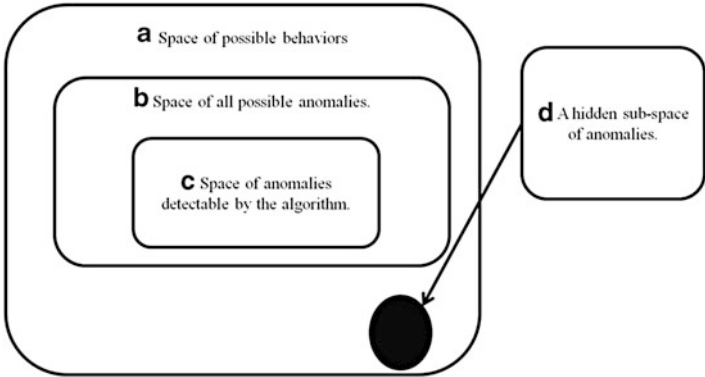 a Space of possible behaviors
b Space of all possible anomalies.
c Space of anomalies
detectable by the algorithm.
d A hidden sub-space
of anomalies.